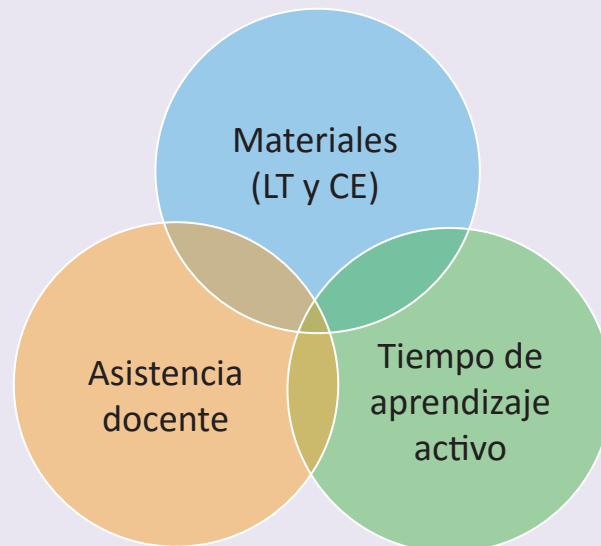 Materiales
(LT y CE)
Asistencia
docente
Tiempo de
aprendizaje
activo